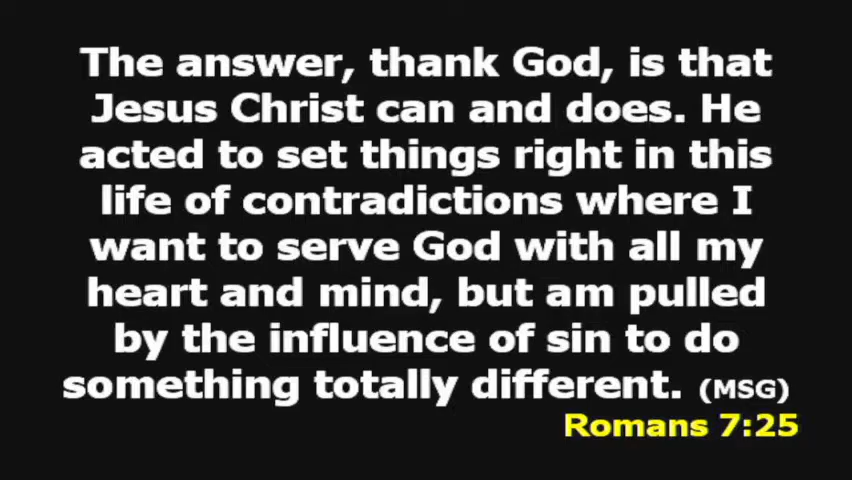 The answer, thank God, is that
Jesus Christ can and does. He
acted to set things right in this
life of contradictions where I
want to serve God with all my
heart and mind, but am pulled
by the influence of sin to do
something totally different. (MSG)
Romans 7:25